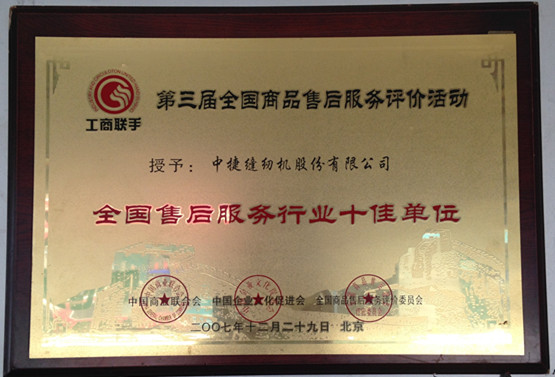 第三届全国商品售后服务评价活动
工商联手
授予：中捷缝纫机股份有限公司
全国售后服务行业十佳单位
中国商业联合会 中国企业文化促进会 全国商品售后服务评价委员会
二〇〇七年十二月二十九日 北京